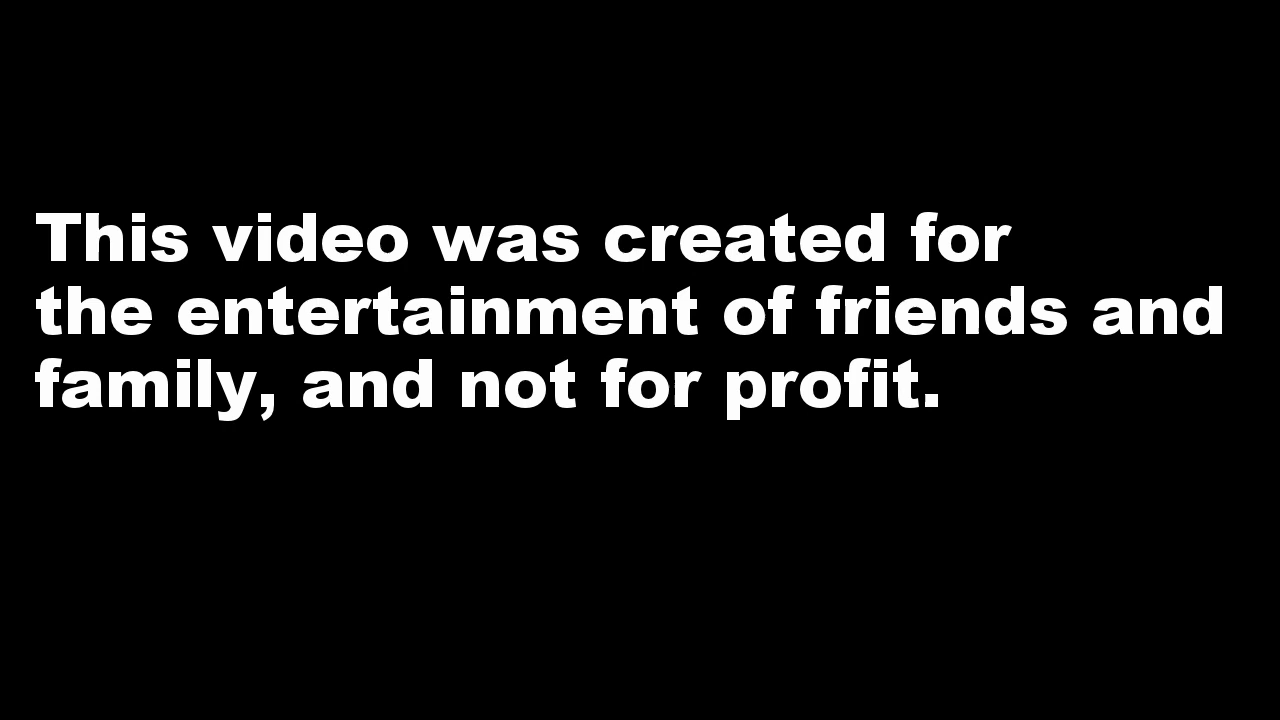 This video was created for
the entertainment of friends and
family, and not for profit.